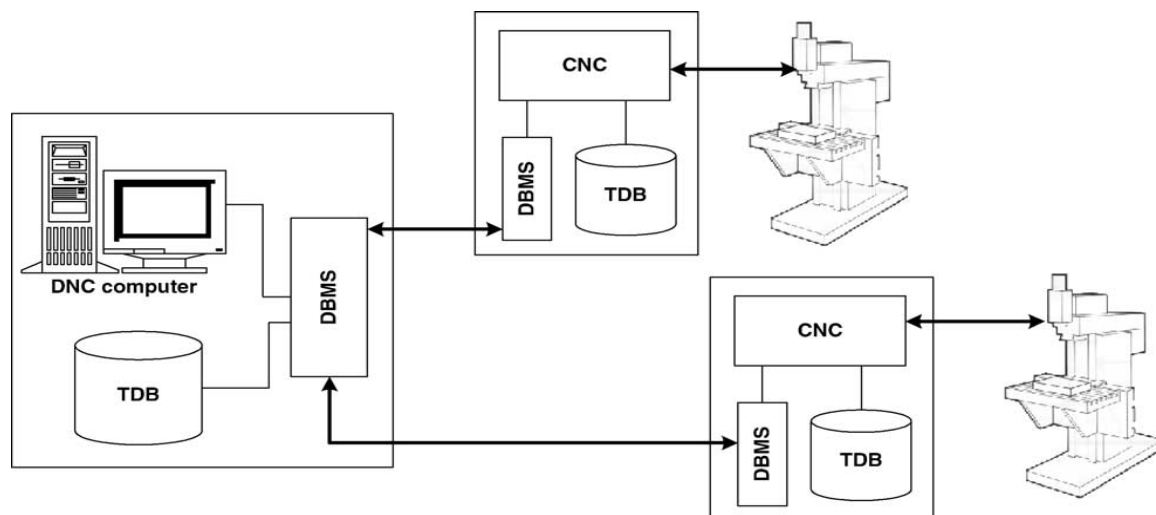 CNC
DBMS
TDB
DNC computer
DBMS
TDB
CNC
DBMS
TDB